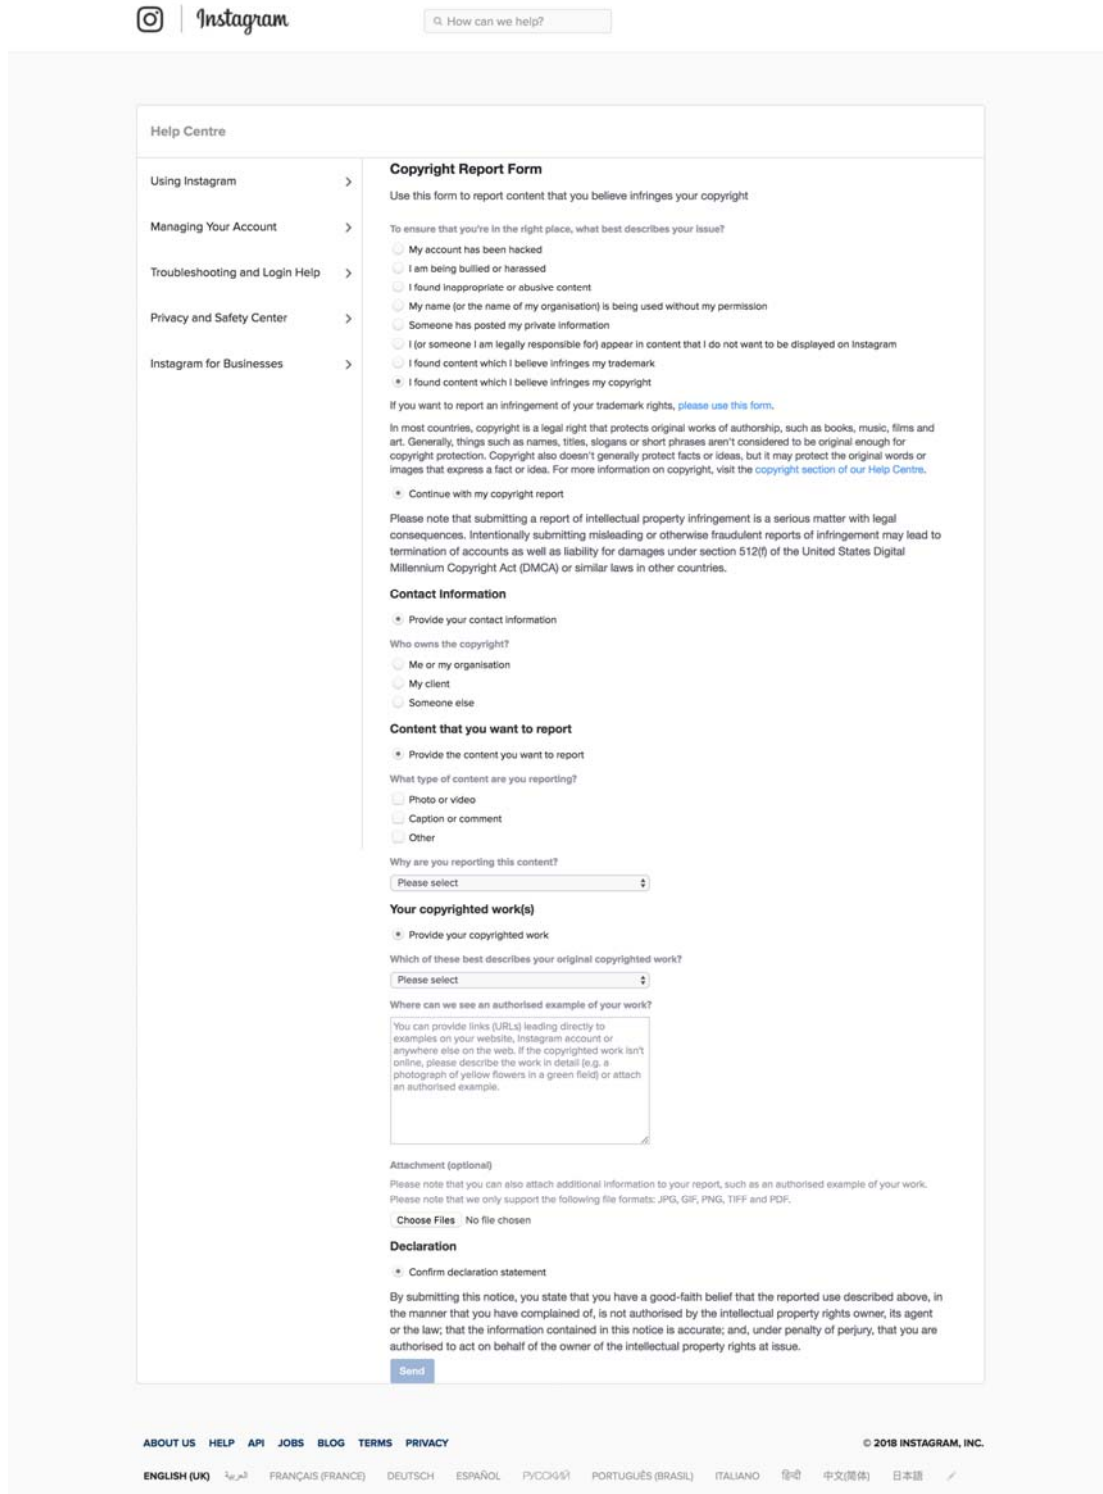 Instagram
How can we help?
Help Centre
Using Instagram
Managing Your Account
Troubleshooting and Login Help
Privacy and Safety Center
Instagram for Businesses
Copyright Report Form
Use this form to report content that you believe infringes your copyright
To ensure that you're in the right place, what best describes your issue?
My account has been hacked
I am being bullied or harassed
I found inappropriate or abusive content
My name (or the name of my organisation) is being used without my permission
Someone has posted my private information
I (or someone I am legally responsible for) appear in content that I do not want to be displayed on Instagram
I found content which I believe infringes my trademark
I found content which I believe infringes my copyright
If you want to report an infringement of your trademark rights, please use this form.
In most countries, copyright is a legal right that protects original works of authorship, such as books, music, films and
art. Generally, things such as names, titles, slogans or short phrases aren't considered to be original enough for
copyright protection. Copyright also doesn't generally protect facts or ideas, but it may protect the original words or
images that express a fact or idea. For more information on copyright, visit the copyright section of our Help Centre.
Continue with my copyright report
Please note that submitting a report of intellectual property infringement is a serious matter with legal
consequences. Intentionally submitting misleading or otherwise fraudulent reports of infringement may lead to
termination of accounts as well as liability for damages under section 512(f) of the United States Digital
Millennium Copyright Act (DMCA) or similar laws in other countries.
Contact Information
Provide your contact information
Who owns the copyright?
Me or my organisation
My client
Someone else
Content that you want to report
Provide the content you want to report
What type of content are you reporting?
Photo or video
Caption or comment
Other
Why are you reporting this content?
Please select
Your copyrighted work(s)
Provide your copyrighted work
Which of these best describes your original copyrighted work?
Please select
Where can we see an authorised example of your work?
You can provide links (URLs) leading directly to
examples on your website, Instagram account or
anywhere else on the web. If the copyrighted work isn't
online, please describe the work in detail (e.g. a
photograph of yellow flowers in a green field) or attach
an authorised example.
Attachment (optional)
Please note that you can also attach additional information to your report, such as an authorised example of your work.
Please note that we only support the following file formats: JPG, GIF, PNG, TIFF and PDF.
Choose Files No file chosen
Declaration
Confirm declaration statement
By submitting this notice, you state that you have a good-faith belief that the reported use described above, in
the manner that you have complained of, is not authorised by the intellectual property rights owner, its agent
or the law; that the information contained in this notice is accurate; and, under penalty of perjury, that you are
authorised to act on behalf of the owner of the intellectual property rights at issue.
Send
ABOUT US HELP API JOBS BLOG TERMS PRIVACY © 2018 INSTAGRAM, INC.
ENGLISH (UK) العربية FRANÇAIS (FRANCE) DEUTSCH ESPAÑOL РУССКИЙ PORTUGUÊS (BRASIL) ITALIANO हिन्दी 中文(简体) 日本語